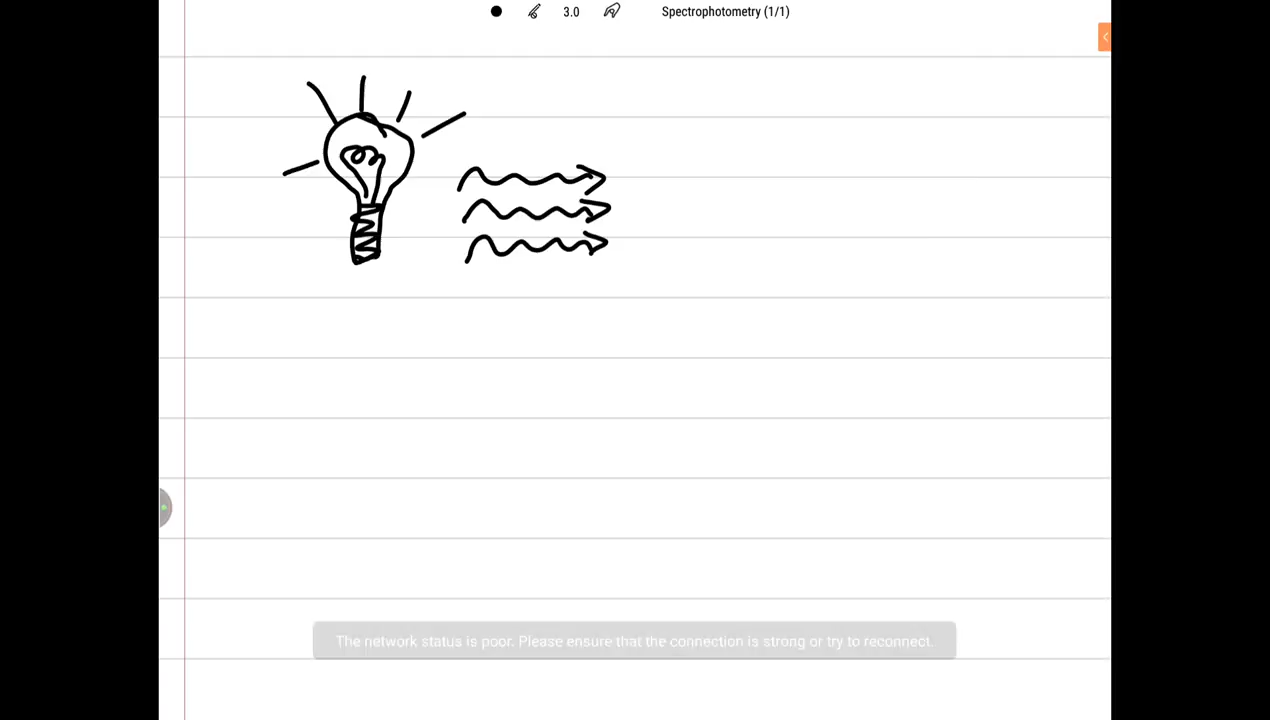 3.0 Spectrophotometry (1/1)
The network status is poor. Please ensure that the connection is strong or try to reconnect.